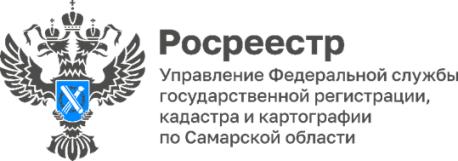 Росреестр
Управление Федеральной службы
государственной регистрации,
кадастра и картографии
по Самарской области